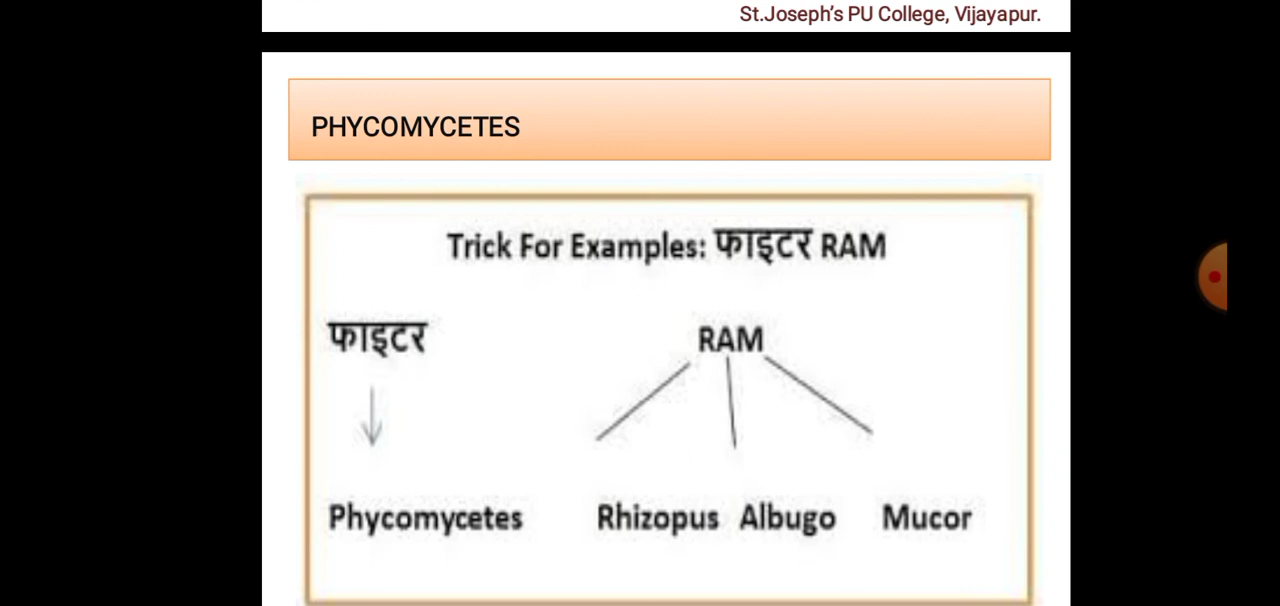 St.Joseph's PU College, Vijayapur.
PHYCOMYCETES
Trick For Examples: फाइटर RAM
फाइटर RAM
Phycomycetes Rhizopus Albugo Mucor